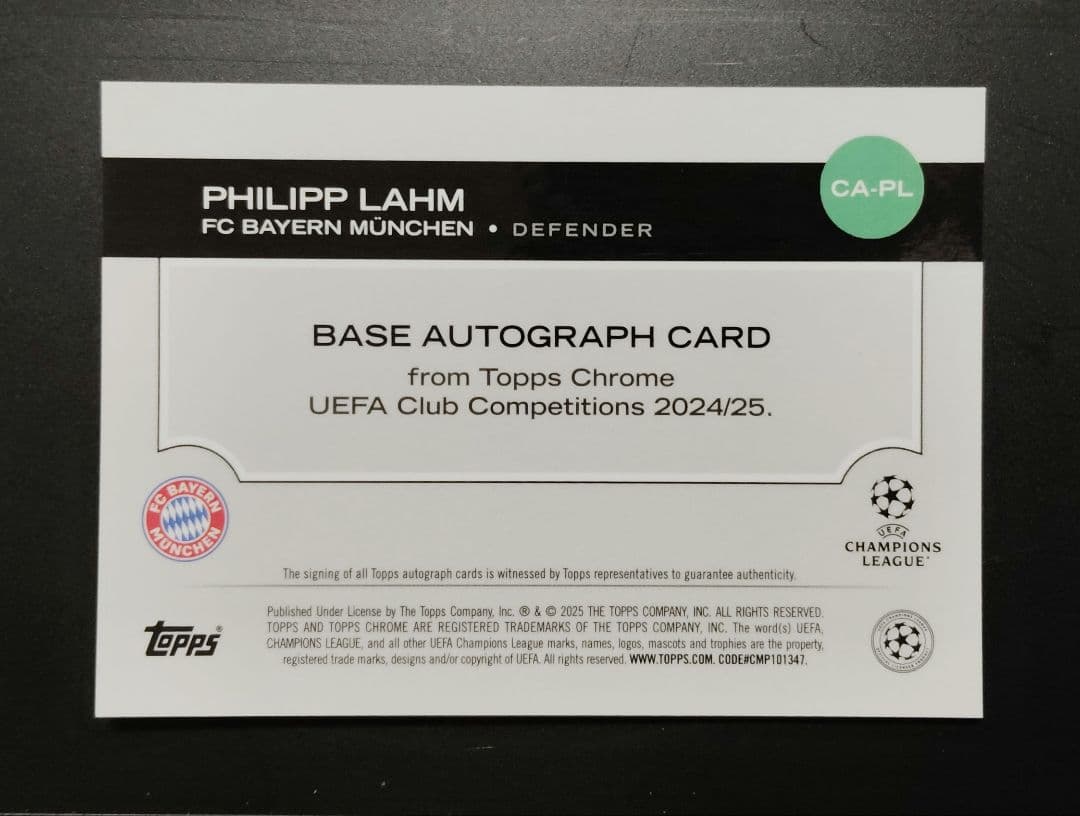 PHILIPP LAHM
FC BAYERN MÜNCHEN • DEFENDER
CA-PL
BASE AUTOGRAPH CARD
from Topps Chrome
UEFA Club Competitions 2024/25.
FC BAYERN
MÜNCHEN
UEFA
CHAMPIONS
LEAGUE
The signing of all Topps autograph cards is witnessed by Topps representatives to guarantee authenticity.
topps®
Published Under License by The Topps Company, Inc. ® & © 2025 THE TOPPS COMPANY, INC. ALL RIGHTS RESERVED.
TOPPS AND TOPPS CHROME ARE REGISTERED TRADEMARKS OF THE TOPPS COMPANY, INC. The word(s) UEFA,
CHAMPIONS LEAGUE, and all other UEFA Champions League marks, names, logos, mascots and trophies are the property,
registered trade marks, designs and/or copyright of UEFA. All rights reserved. WWW.TOPPS.COM. CODE#CMP101347.